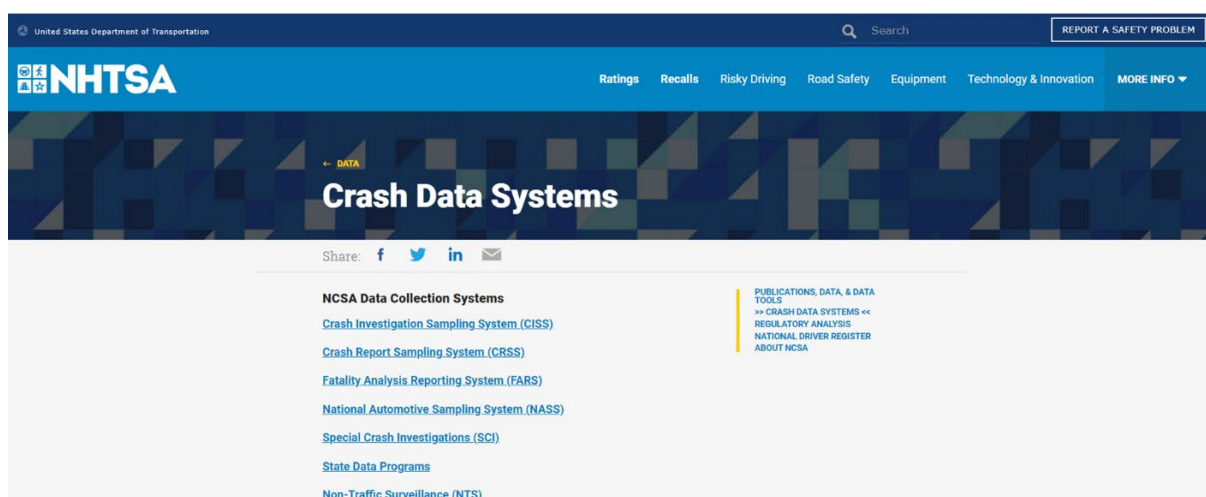 United States Department of Transportation
Search
REPORT A SAFETY PROBLEM
NHTSA
Ratings Recalls Risky Driving Road Safety Equipment Technology & Innovation MORE INFO
← DATA
Crash Data Systems
Share:
NCSA Data Collection Systems
Crash Investigation Sampling System (CISS)
Crash Report Sampling System (CRSS)
Fatality Analysis Reporting System (FARS)
National Automotive Sampling System (NASS)
Special Crash Investigations (SCI)
State Data Programs
Non-Traffic Surveillance (NTS)
PUBLICATIONS, DATA, & DATA
TOOLS
>> CRASH DATA SYSTEMS <<
REGULATORY ANALYSIS
NATIONAL DRIVER REGISTER
ABOUT NCSA